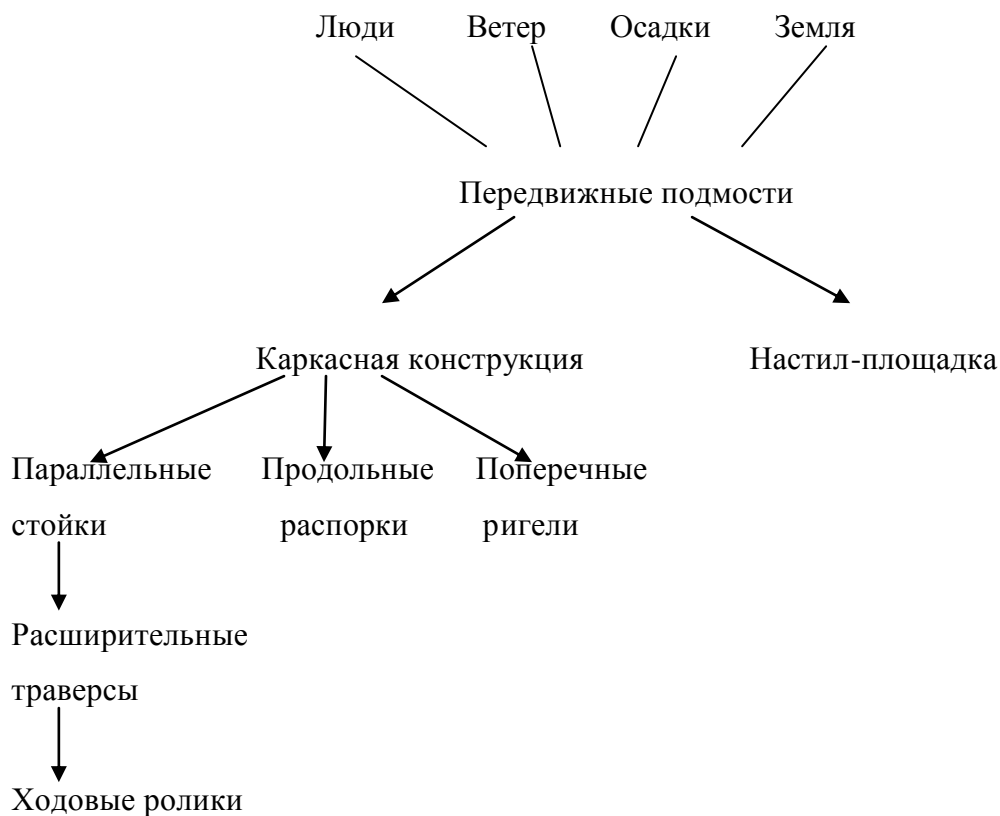 Люди Ветер Осадки Земля
Передвижные подмости
Каркасная конструкция Настил-площадка
Параллельные Продольные Поперечные
стойки распорки ригели
Расширительные
траверсы
Ходовые ролики